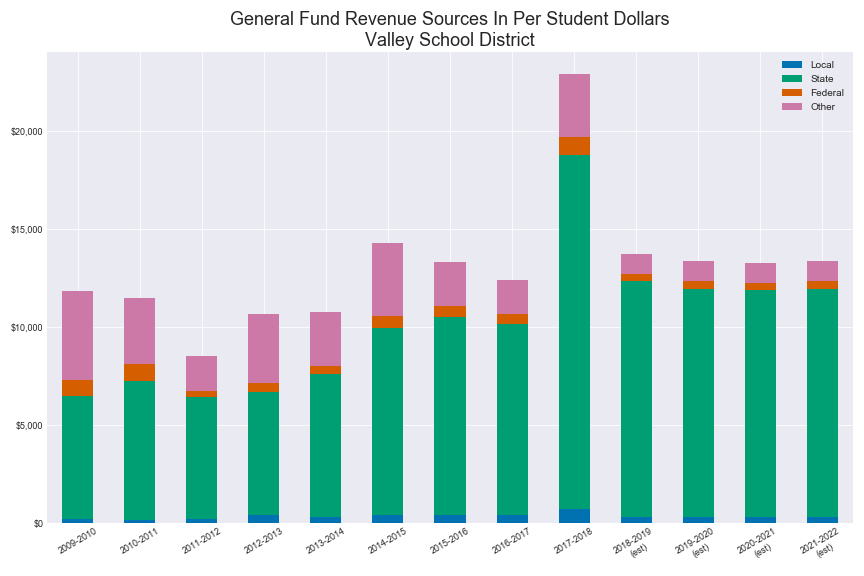 General Fund Revenue Sources In Per Student Dollars
Valley School District
Local
State
Federal
Other
$20,000
$15,000
$10,000
$5,000
$0
2009-2010
2010-2011
2011-2012
2012-2013
2013-2014
2014-2015
2015-2016
2016-2017
2017-2018
2018-2019
(est)
2019-2020
(est)
2020-2021
(est)
2021-2022
(est)